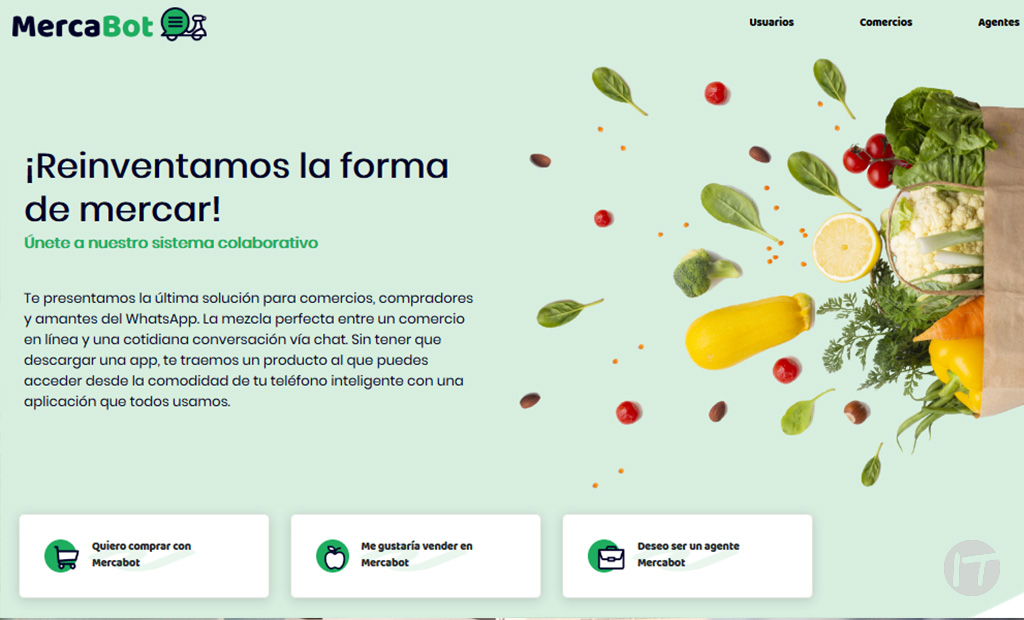 MercaBot
Usuarios
Comercios
Agentes
¡Reinventamos la forma
de mercar!
Únete a nuestro sistema colaborativo
Te presentamos la última solución para comercios, compradores
y amantes del WhatsApp. La mezcla perfecta entre un comercio
en línea y una cotidiana conversación vía chat. Sin tener que
descargar una app, te traemos un producto al que puedes
acceder desde la comodidad de tu teléfono inteligente con una
aplicación que todos usamos.
Quiero comprar con
Mercabot
Me gustaría vender en
Mercabot
Deseo ser un agente
Mercabot
IT